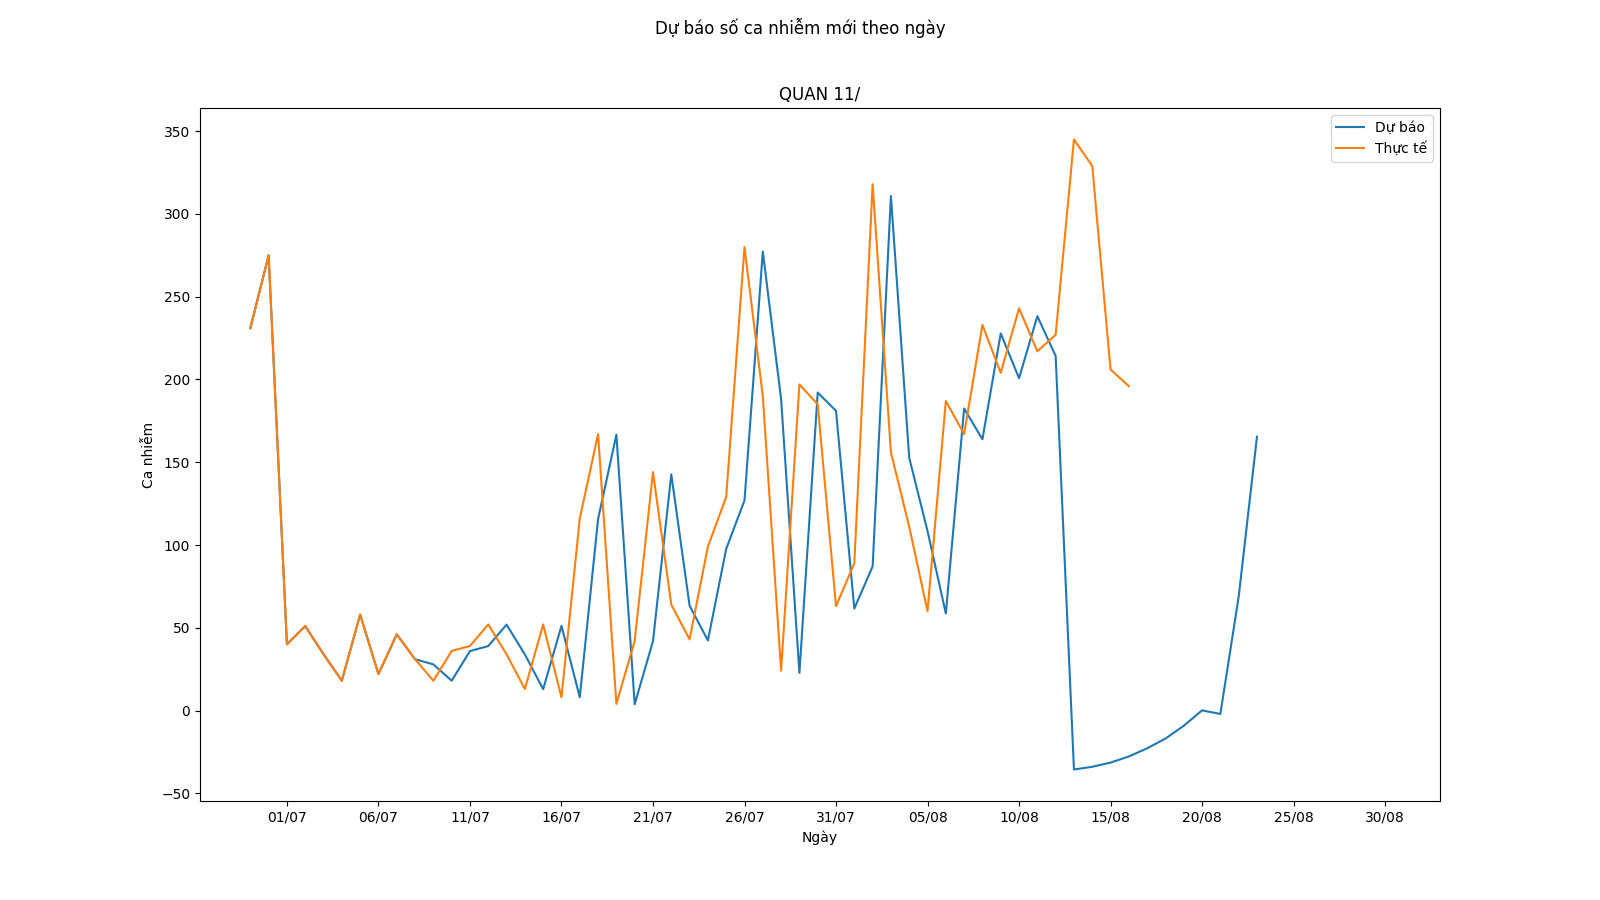 Dự báo số ca nhiễm mới theo ngày
QUAN 11/
Dự báo
Thực tế
350
300
250
200
150
100
50
0
−50
Ca nhiễm
01/07 06/07 11/07 16/07 21/07 26/07 31/07 05/08 10/08 15/08 20/08 25/08 30/08
Ngày